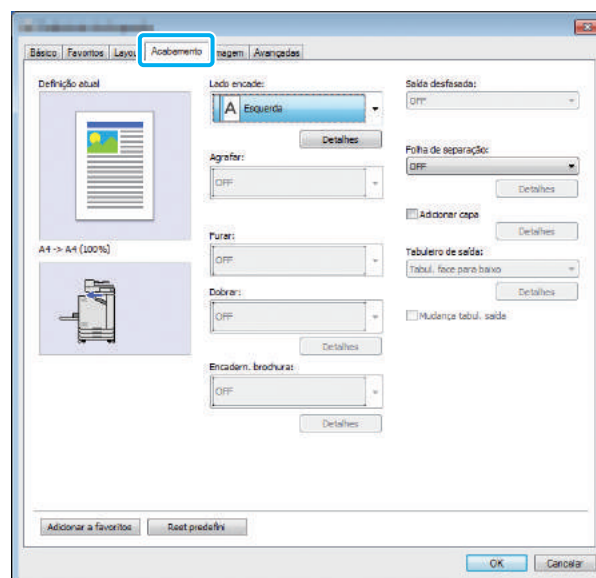 Básico Favoritos Layou Acabamento magem Avançadas
Definição atual
A4 -> A4 (100%)
Lado encade:
A Esquerda
Detalhes
Agrafar:
OFF
Furar:
OFF
Dobrar:
OFF
Detalhes
Encadern. brochura:
OFF
Detalhes
Saída desfasada:
OFF
Folha de separação:
OFF
Detalhes
Adicionar capa
Detalhes
Tabuleiro de saída:
Tabul. face para baixo
Detalhes
Mudança tabul. saída
Adicionar a favoritos Reset predefini
OK Cancelar